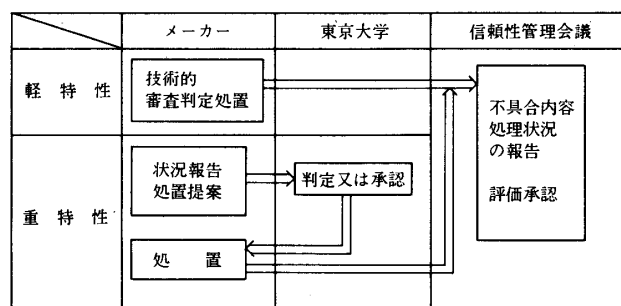 メーカー
東京大学
信頼性管理会議
軽特性
技術的
審査判定処置
不具合内容
処理状況
の報告
評価承認
重特性
状況報告
処置提案
判定又は承認
処置